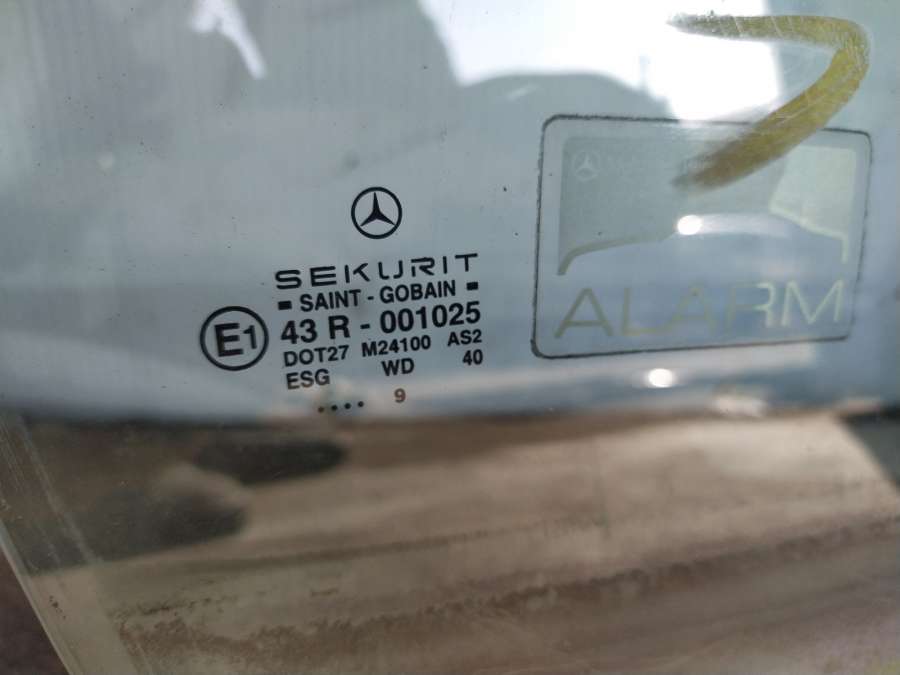 SEKURIT
SAINT - GOBAIN
E1
43 R - 001025
DOT27 M24100 AS2
ESG WD 40
.... 9
ALARM